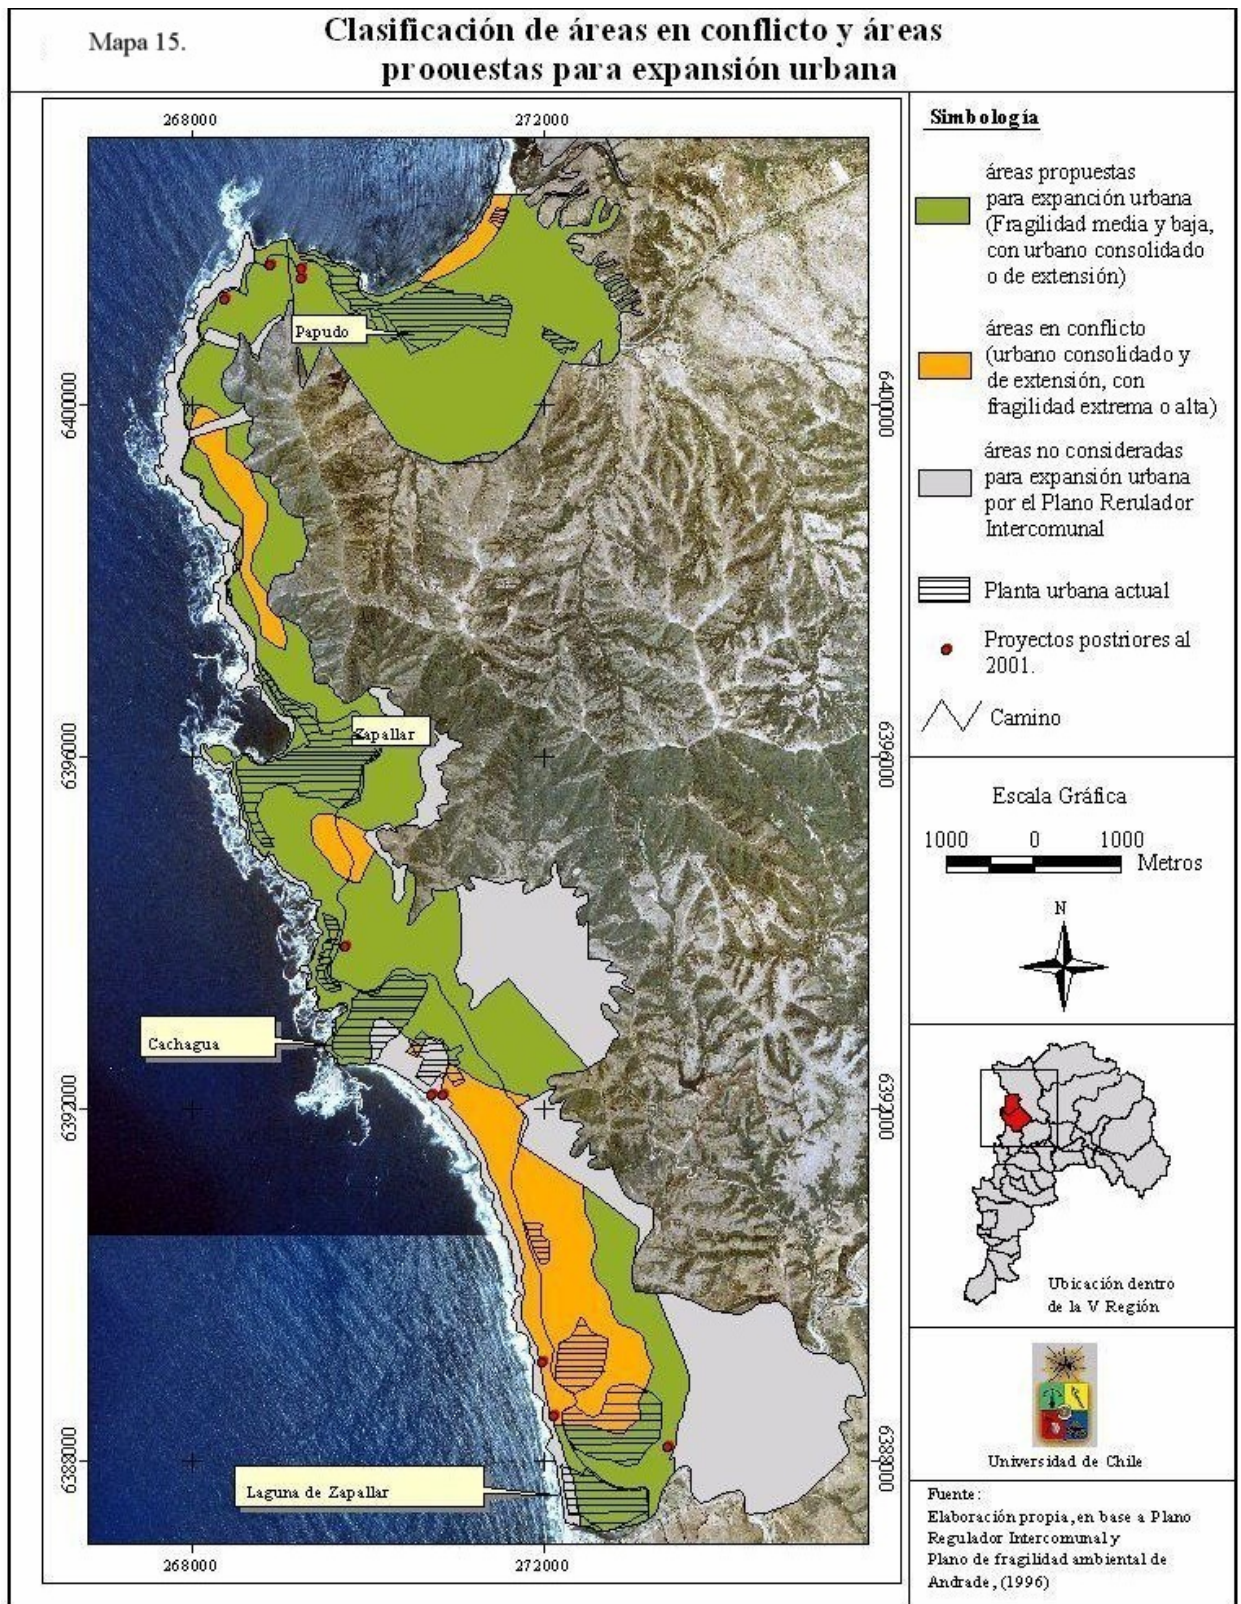 Mapa 15.
Clasificación de áreas en conflicto y áreas
proouestas para expansión urbana
268000
272000
6400000
6400000
6396000
6396000
6392000
6392000
6388000
6388000
268000
272000
Papudo
Zapallar
Cachagua
Laguna de Zapallar
Simbología
áreas propuestas
para expanción urbana
(Fragilidad media y baja,
con urbano consolidado
o de extensión)
áreas en conflicto
(urbano consolidado y
de extensión, con
fragilidad extrema o alta)
áreas no consideradas
para expansión urbana
por el Plano Rerulador
Intercomunal
Planta urbana actual
Proyectos postriores al
2001.
Camino
Escala Gráfica
1000 0 1000
Metros
N
Ubicación dentro
de la V Región
Universidad de Chile
Fuente:
Elaboración propia, en base a Plano
Regulador Intercomunal y
Plano de fragilidad ambiental de
Andrade, (1996)